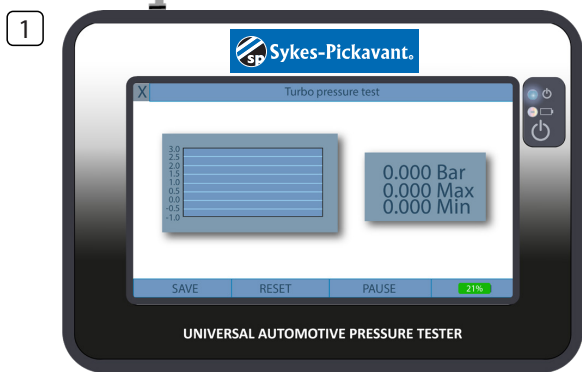 1
SP Sykes-Pickavant.
X Turbo pressure test
3.0
2.5
2.0
1.5
1.0
0.5
0.0
-0.5
-1.0
0.000 Bar
0.000 Max
0.000 Min
SAVE RESET PAUSE 21%
UNIVERSAL AUTOMOTIVE PRESSURE TESTER